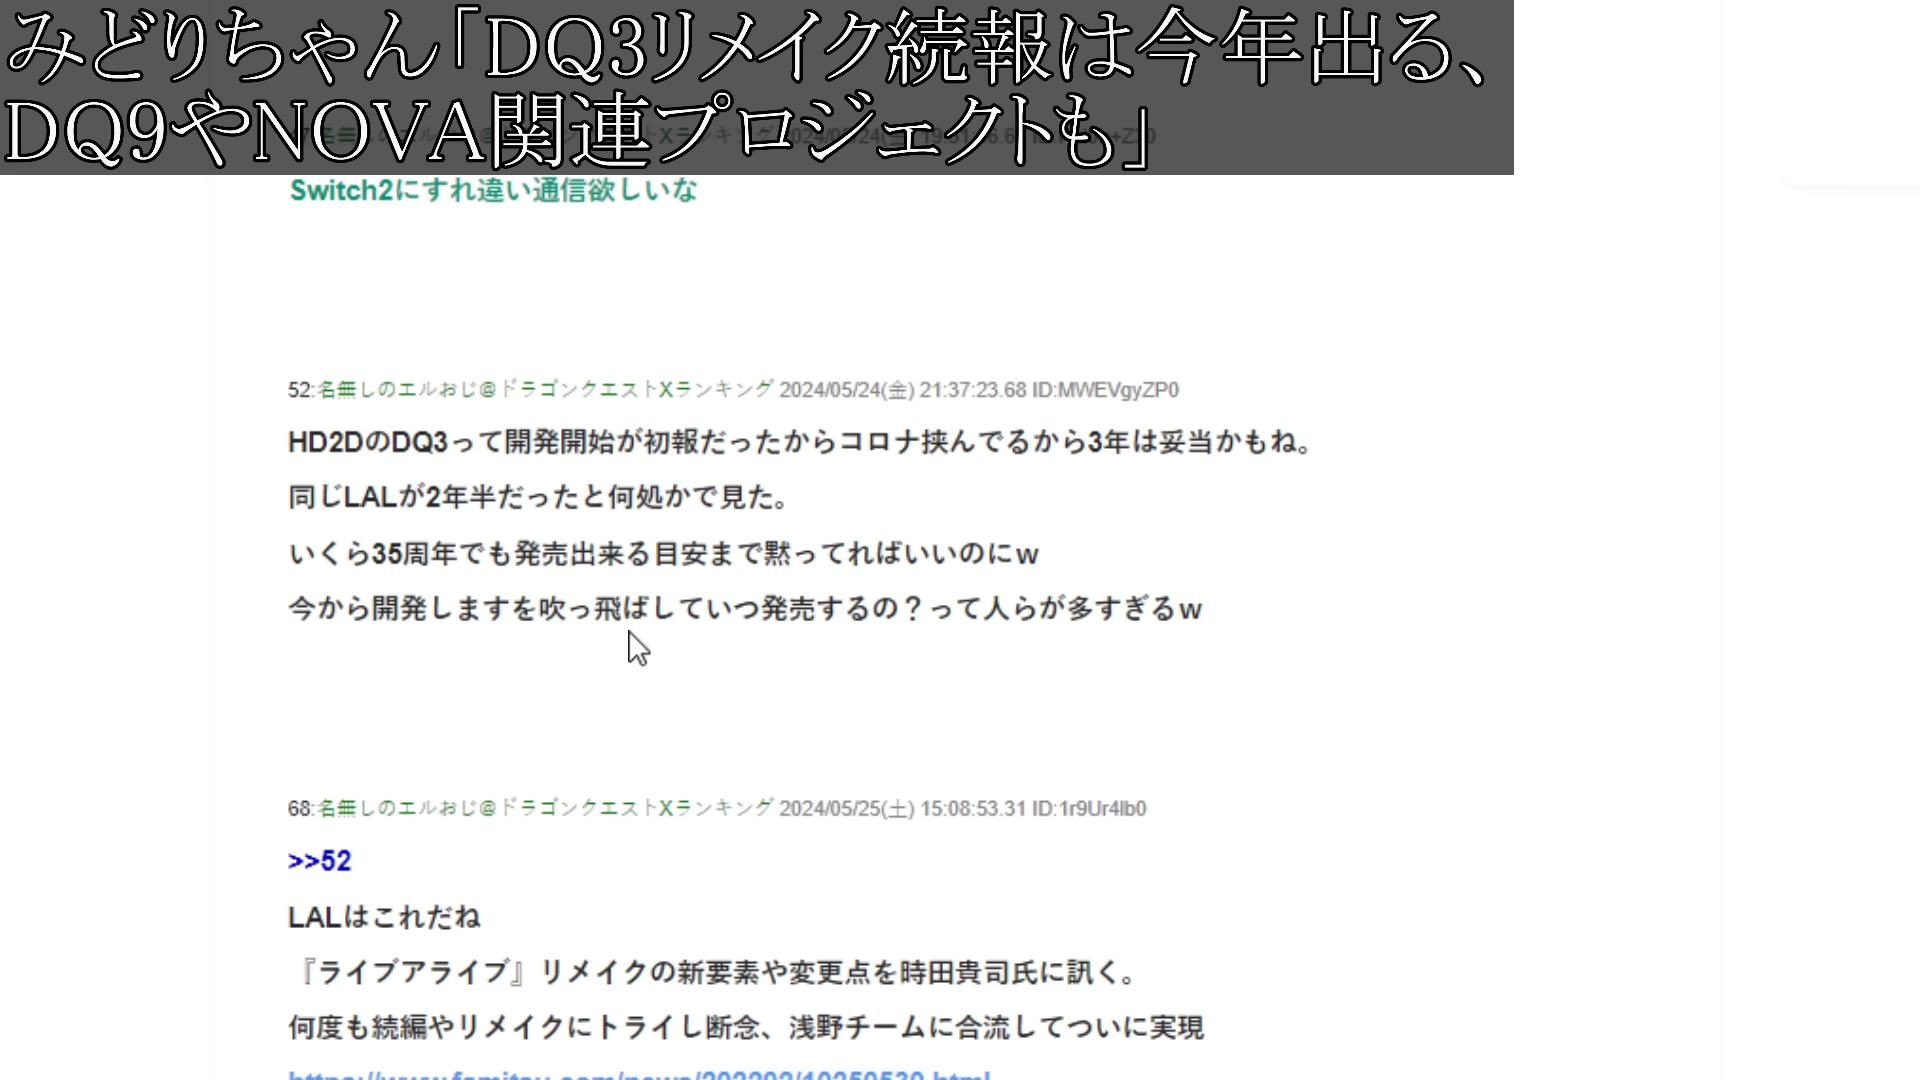 みどりちゃん「DQ3リメイク続報は今年出る、
DQ9やNOVA関連プロジェクトも」
Switch2にすれ違い通信欲しいな
52:名無しのエルおじ@ドラゴンクエストXランキング 2024/05/24(金) 21:37:23.68 ID:MWEVgyZP0
HD2DのDQ3って開発開始が初報だったからコロナ挟んでるから3年は妥当かもね。
同じLALが2年半だったと何処かで見た。
いくら35周年でも発売出来る目安まで黙ってればいいのにｗ
今から開発しますを吹っ飛ばしていつ発売するの？って人らが多すぎるｗ
68:名無しのエルおじ@ドラゴンクエストXランキング 2024/05/25(土) 15:08:53.31 ID:1r9Ur4lb0
>>52
LALはこれだね
『ライブアライブ』リメイクの新要素や変更点を時田貴司氏に訊く。
何度も続編やリメイクにトライし断念、浅野チームに合流してついに実現